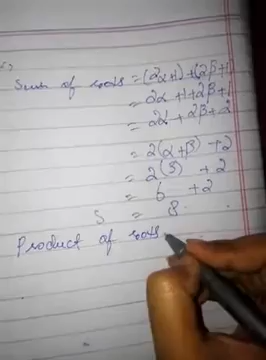 Sum of roots = (2α+1)+(2β+1)
= 2α+1+2β+1
= 2α+2β+2
= 2(α+β)+2
= 2(3) +2
= 6 +2
S = 8
Product of roots